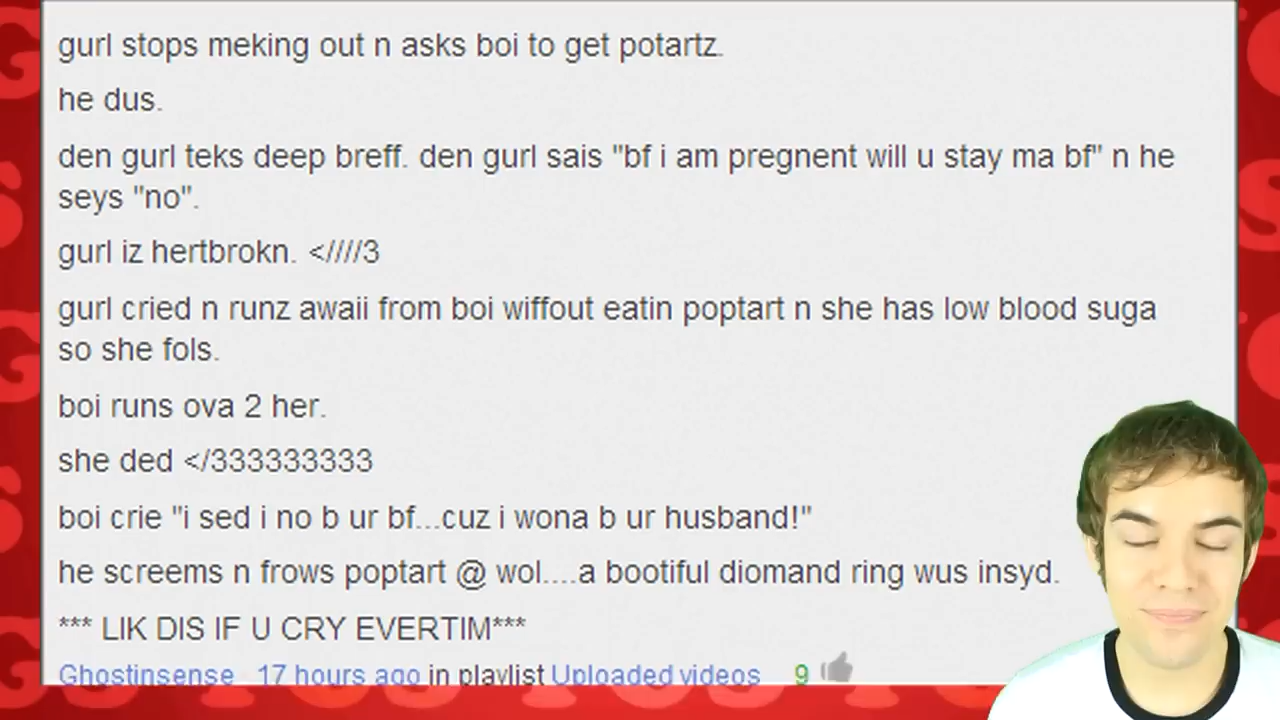 gurl stops meking out n asks boi to get potartz.
he dus.
den gurl teks deep breff. den gurl sais "bf i am pregnent will u stay ma bf" n he
seys "no".
gurl iz hertbrokn. <////3
gurl cried n runz awaii from boi wiffout eatin poptart n she has low blood suga
so she fols.
boi runs ova 2 her.
she ded </333333333
boi crie "i sed i no b ur bf...cuz i wona b ur husband!"
he screems n frows poptart @ wol....a bootiful diomand ring wus insyd.
*** LIK DIS IF U CRY EVERTIM***
Ghostinsense 17 hours ago in playlist Uploaded videos 9